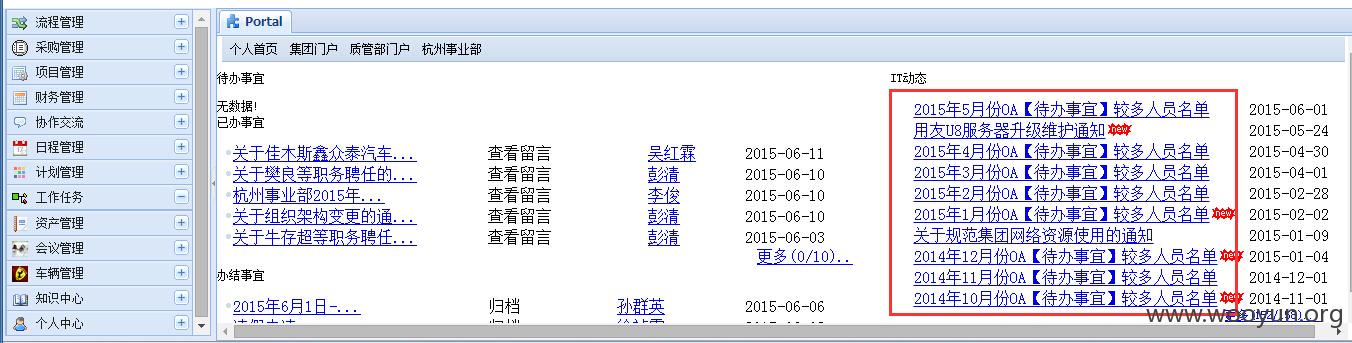 Portal
流程管理
采购管理
项目管理
财务管理
协作交流
日程管理
计划管理
工作任务
资产管理
会议管理
车辆管理
知识中心
个人中心
个人首页 集团门户 质管部门户 杭州事业部
待办事宜
无数据!
已办事宜
关于佳木斯鑫众泰汽车... 查看留言 吴红霖 2015-06-11
关于樊良等职务聘任的... 查看留言 彭清 2015-06-10
杭州事业部2015年... 查看留言 李俊 2015-06-10
关于组织架构变更的通... 查看留言 彭清 2015-06-10
关于牛存超等职务聘任... 查看留言 彭清 2015-06-03
更多(0/10)...
办结事宜
2015年6月1日-... 归档 孙群英 2015-06-06
IT动态
2015年5月份OA【待办事宜】较多人员名单 2015-06-01
用友U8服务器升级维护通知 new 2015-05-24
2015年4月份OA【待办事宜】较多人员名单 2015-04-30
2015年3月份OA【待办事宜】较多人员名单 2015-04-01
2015年2月份OA【待办事宜】较多人员名单 2015-02-28
2015年1月份OA【待办事宜】较多人员名单 new 2015-02-02
关于规范集团网络资源使用的通知 2015-01-09
2014年12月份OA【待办事宜】较多人员名单 new 2015-01-04
2014年11月份OA【待办事宜】较多人员名单 2014-12-01
2014年10月份OA【待办事宜】较多人员名单 new 2014-11-01
www.wooyun.org